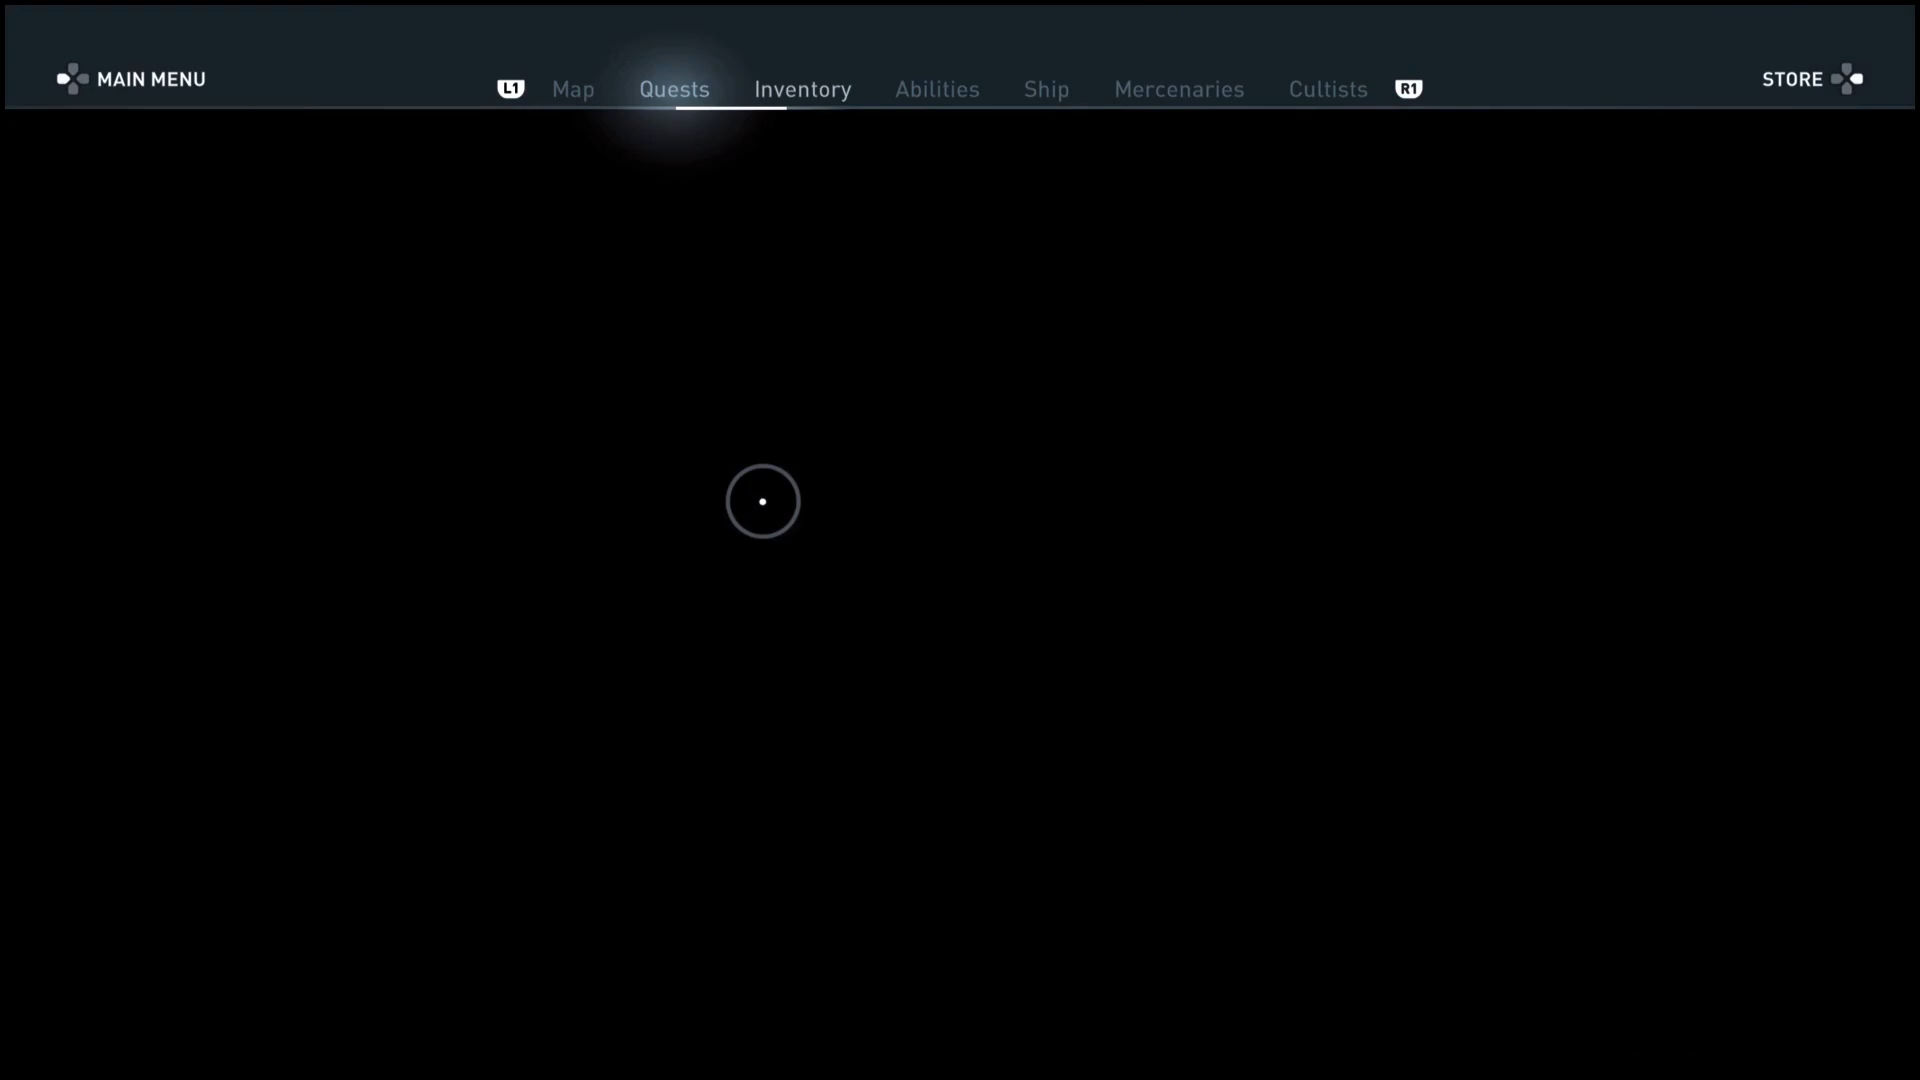 MAIN MENU
L1 Map Quests Inventory Abilities Ship Mercenaries Cultists R1
STORE